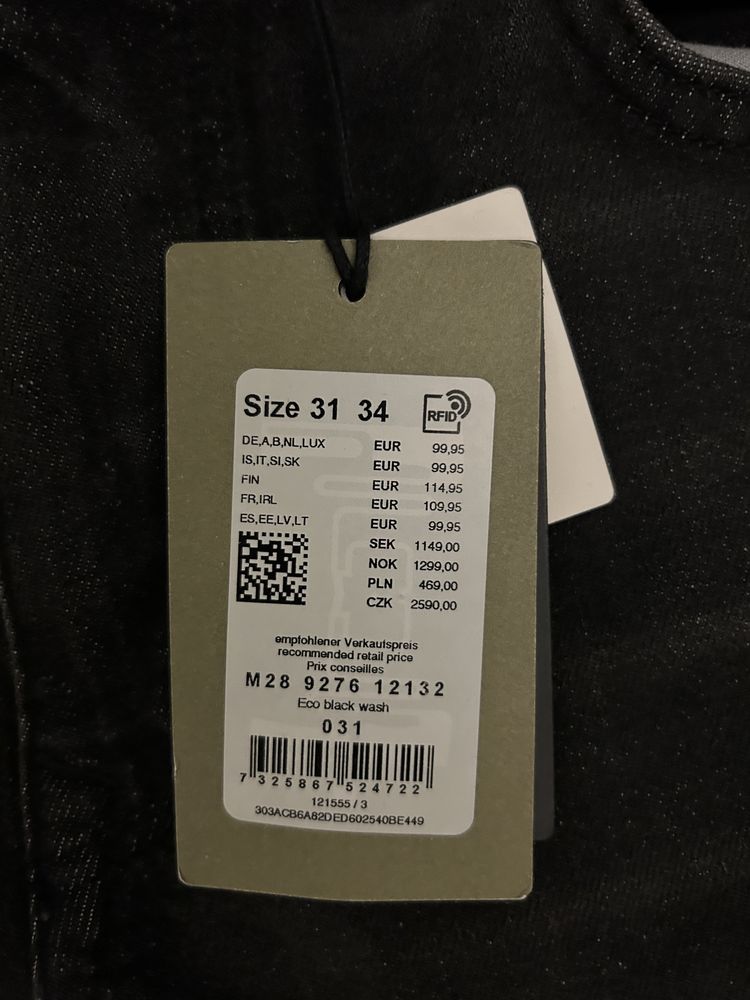 Size 31 34
RFID
DE,A,B,NL,LUX EUR 99,95
IS,IT,SI,SK EUR 99,95
FIN EUR 114,95
FR,IRL EUR 109,95
ES,EE,LV,LT EUR 99,95
SEK 1149,00
NOK 1299,00
PLN 469,00
CZK 2590,00
empfohlener Verkaufspreis
recommended retail price
Prix conseilles
M28 9276 12132
Eco black wash
031
7 325867 524722
121555 / 3
303ACB6A82DED602540BE449